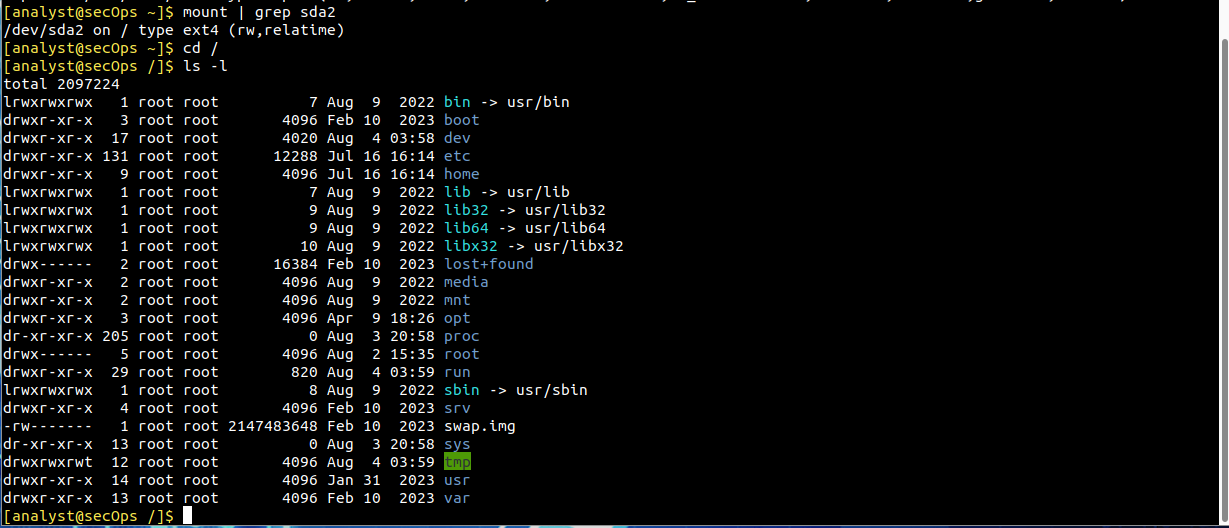 [analyst@secOps ~]$ mount | grep sda2
/dev/sda2 on / type ext4 (rw,relatime)
[analyst@secOps ~]$ cd /
[analyst@secOps /]$ ls -l
total 2097224
lrwxrwxrwx   1 root root          7 Aug  9  2022 bin -> usr/bin
drwxr-xr-x   3 root root       4096 Feb 10  2023 boot
drwxr-xr-x  17 root root       4020 Aug  4 03:58 dev
drwxr-xr-x 131 root root      12288 Jul 16 16:14 etc
drwxr-xr-x   9 root root       4096 Jul 16 16:14 home
lrwxrwxrwx   1 root root          7 Aug  9  2022 lib -> usr/lib
lrwxrwxrwx   1 root root          9 Aug  9  2022 lib32 -> usr/lib32
lrwxrwxrwx   1 root root          9 Aug  9  2022 lib64 -> usr/lib64
lrwxrwxrwx   1 root root         10 Aug  9  2022 libx32 -> usr/libx32
drwx------   2 root root      16384 Feb 10  2023 lost+found
drwxr-xr-x   2 root root       4096 Aug  9  2022 media
drwxr-xr-x   2 root root       4096 Aug  9  2022 mnt
drwxr-xr-x   3 root root       4096 Apr  9 18:26 opt
dr-xr-xr-x 205 root root          0 Aug  3 20:58 proc
drwx------   5 root root       4096 Aug  2 15:35 root
drwxr-xr-x  29 root root        820 Aug  4 03:59 run
lrwxrwxrwx   1 root root          8 Aug  9  2022 sbin -> usr/sbin
drwxr-xr-x   4 root root       4096 Feb 10  2023 srv
-rw-------   1 root root 2147483648 Feb 10  2023 swap.img
dr-xr-xr-x  13 root root          0 Aug  3 20:58 sys
drwxrwxrwt  12 root root       4096 Aug  4 03:59 tmp
drwxr-xr-x  14 root root       4096 Jan 31  2023 usr
drwxr-xr-x  13 root root       4096 Feb 10  2023 var
[analyst@secOps /]$